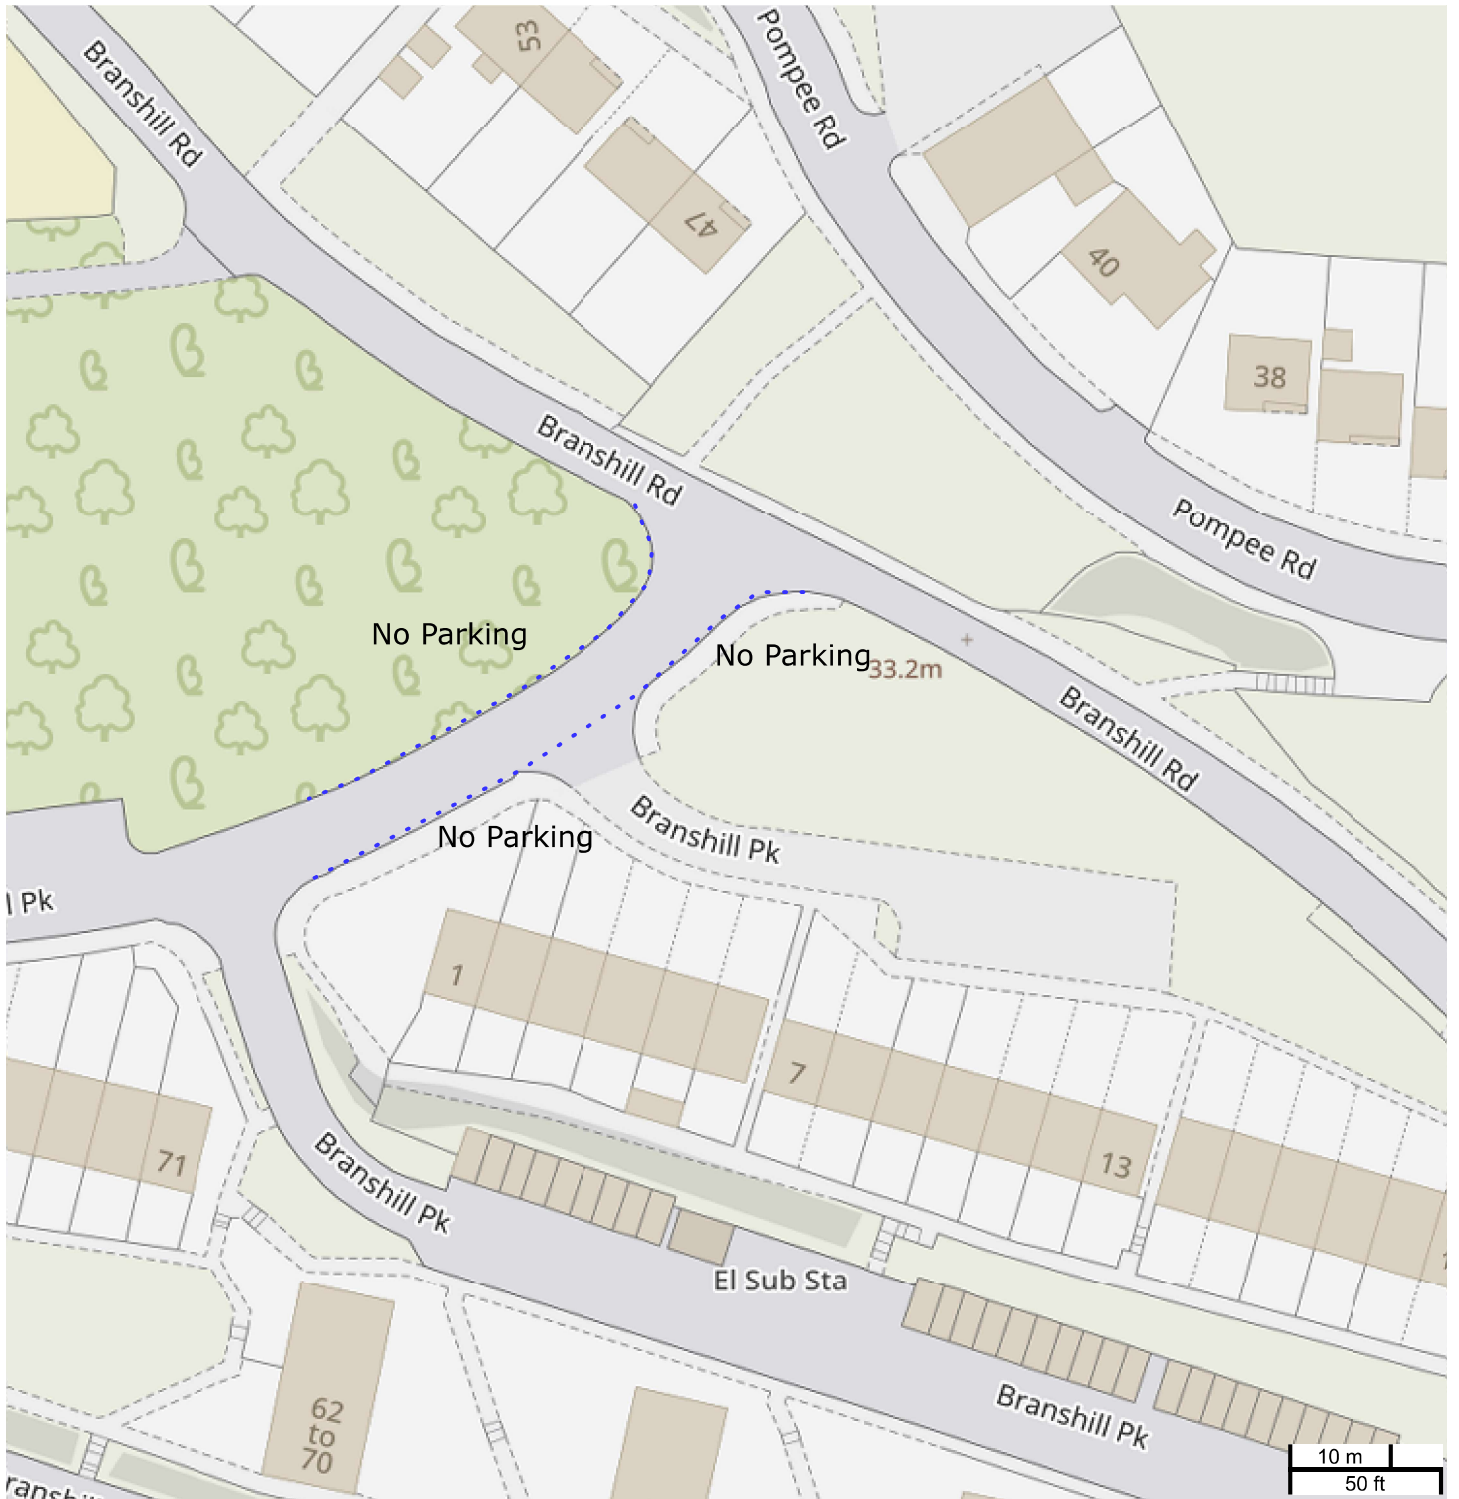 53
Pompee Rd
Branshill Rd
47
40
38
Branshill Rd
Pompee Rd
No Parking
No Parking
33.2m
Branshill Rd
No Parking
Branshill Pk
l Pk
1
7
71
13
Branshill Pk
El Sub Sta
62
to
70
Branshill Pk
10 m
50 ft